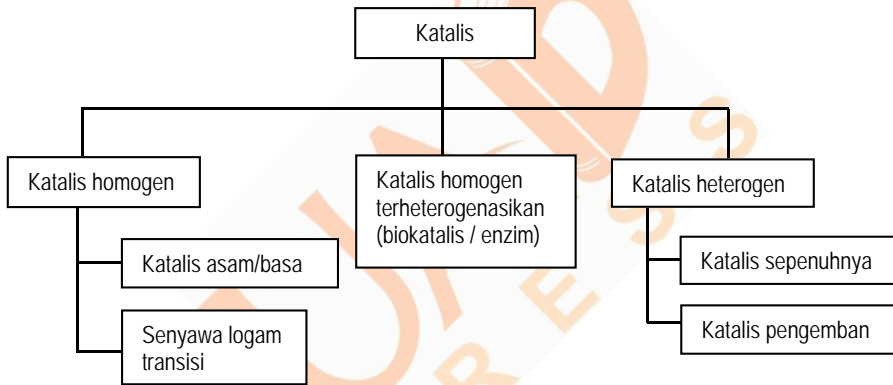 Katalis
Katalis homogen
Katalis homogen
terheterogenasikan
(biokatalis / enzim)
Katalis heterogen
Katalis asam/basa
Katalis sepenuhnya
Senyawa logam
transisi
Katalis pengemban